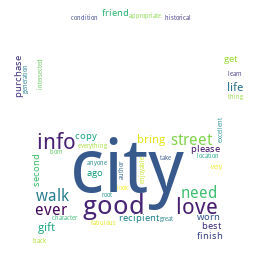 friend
appropriate
condition
historical
purchase
generation
intersected
get
learn
life
thing
info
copy
bring
street
excellent
everything
please
city
anyone
born
second
ago
author
take
location
very
walk
root
need
ever
good
love
gift
character
recipient
great
worn
fabulous
best
back
finish